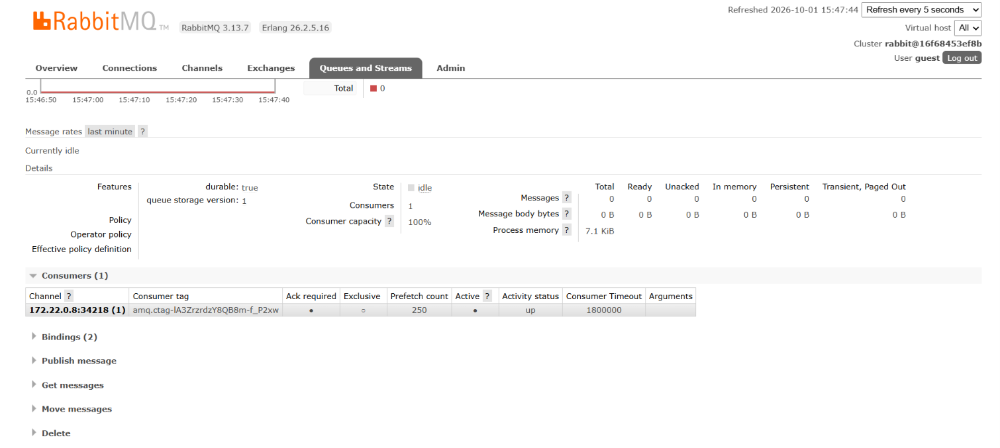 Refreshed 2026-10-01 15:47:44 Refresh every 5 seconds
RabbitMQ TM RabbitMQ 3.13.7 Erlang 26.2.5.16
Virtual host All
Cluster rabbit@16f68453ef8b
User guest Log out
Overview Connections Channels Exchanges Queues and Streams Admin
0.0
15:46:50 15:47:00 15:47:10 15:47:20 15:47:30 15:47:40
Total 0
Message rates last minute ?
Currently idle
Details
Features durable: true
queue storage version: 1
Policy
Operator policy
Effective policy definition
State idle
Consumers 1
Consumer capacity ? 100%
Total Ready Unacked In memory Persistent Transient, Paged Out
Messages ? 0 0 0 0 0 0
Message body bytes ? 0 B 0 B 0 B 0 B 0 B 0 B
Process memory ? 7.1 KiB
Consumers (1)
Channel ? Consumer tag Ack required Exclusive Prefetch count Active ? Activity status Consumer Timeout Arguments
172.22.0.8:34218 (1) amq.ctag-lA3ZrzrdzY8QB8m-f_P2xw ● ○ 250 ● up 1800000
Bindings (2)
Publish message
Get messages
Move messages
Delete